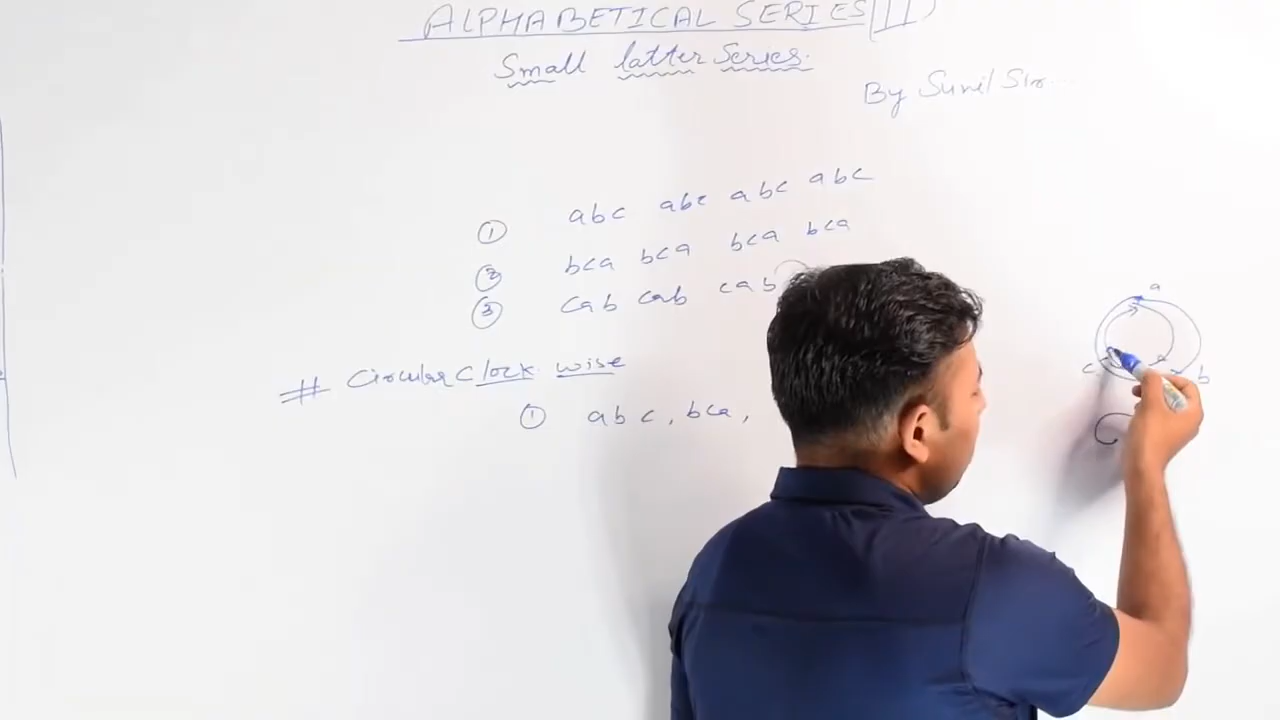 ALPHABETICAL SERIES (II)
Small latter Series.
By Sunil Sir...
① abc abc abc abc
② bca bca bca bca
③ cab cab cab
# Circular Clock wise
① abc, bca,
a
c b